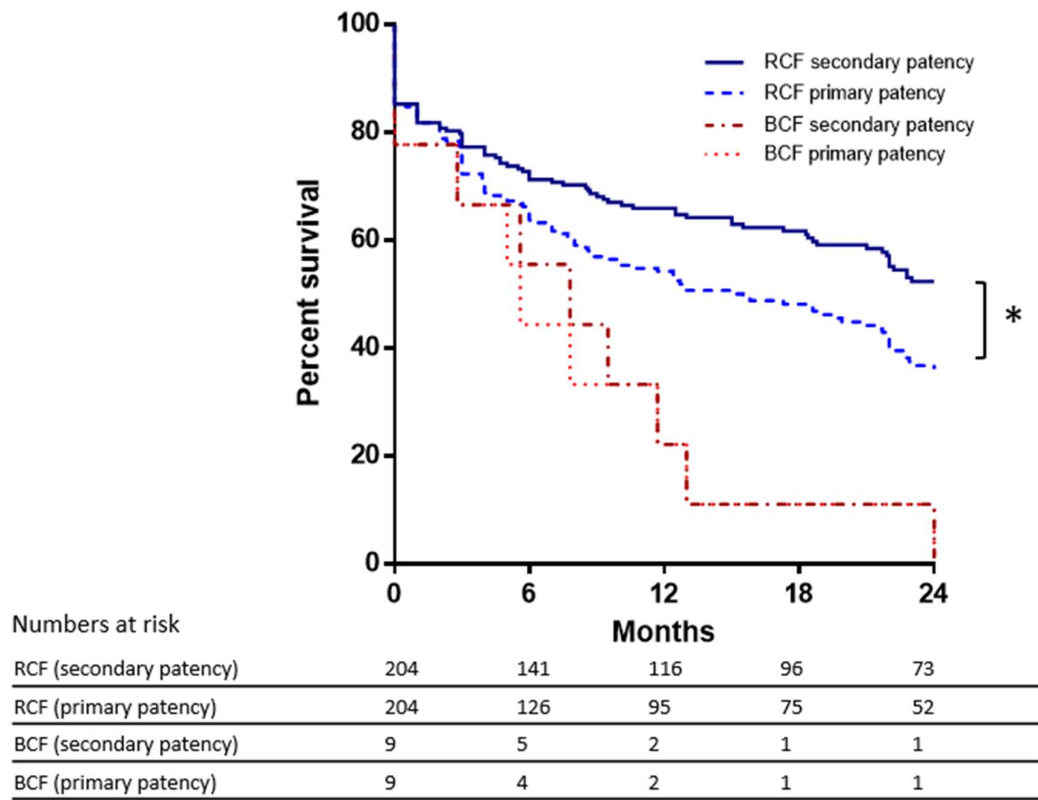 100
80
60
40
20
0
Percent survival
RCF secondary patency
RCF primary patency
BCF secondary patency
BCF primary patency
*
0 6 12 18 24
Months
Numbers at risk
RCF (secondary patency) 204 141 116 96 73
RCF (primary patency) 204 126 95 75 52
BCF (secondary patency) 9 5 2 1 1
BCF (primary patency) 9 4 2 1 1